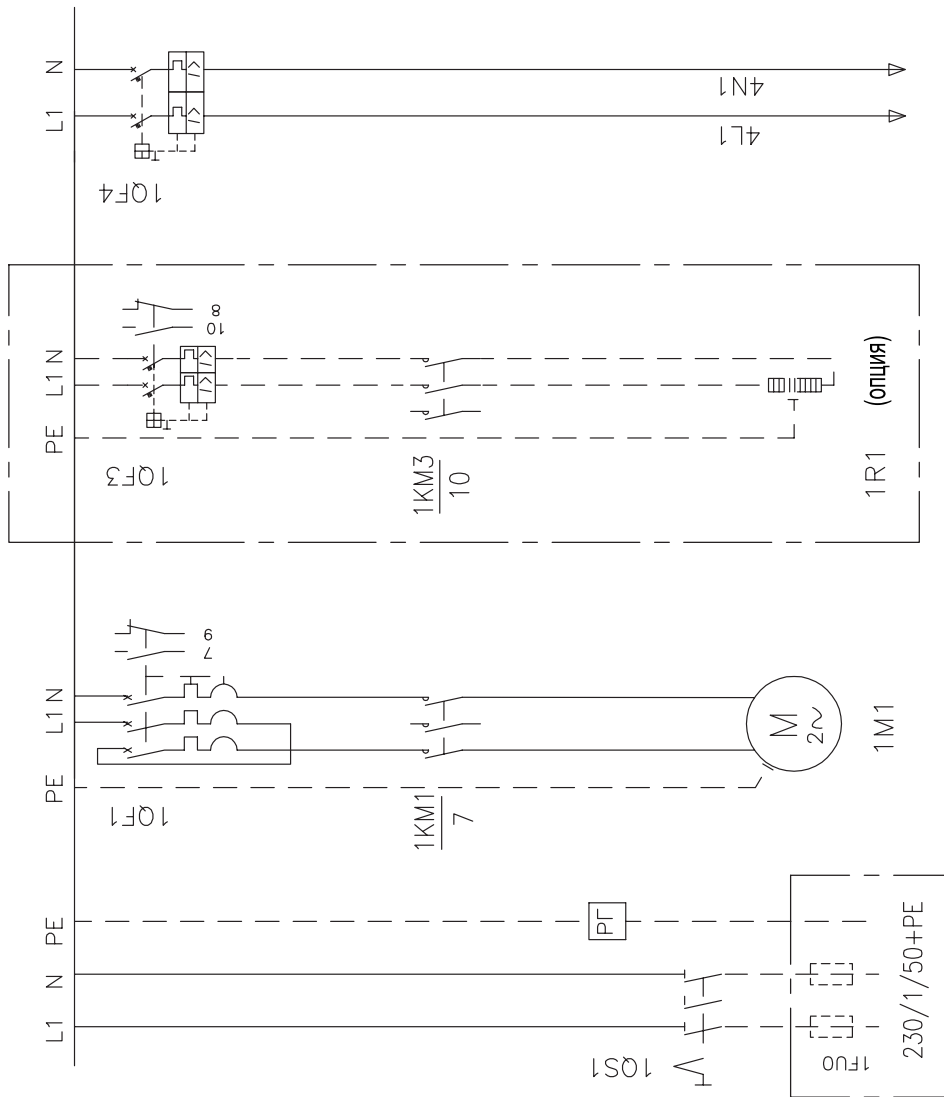 L1
N
PE
PE
L1
N
PE
L1
N
L1
N
1QF1
7
9
1QF3
10
8
1QF4
1KM1
7
1KM3
10
4L1
4N1
РГ
1QS1
M
2~
1M1
1R1
(опция)
1FU0
230/1/50+PE